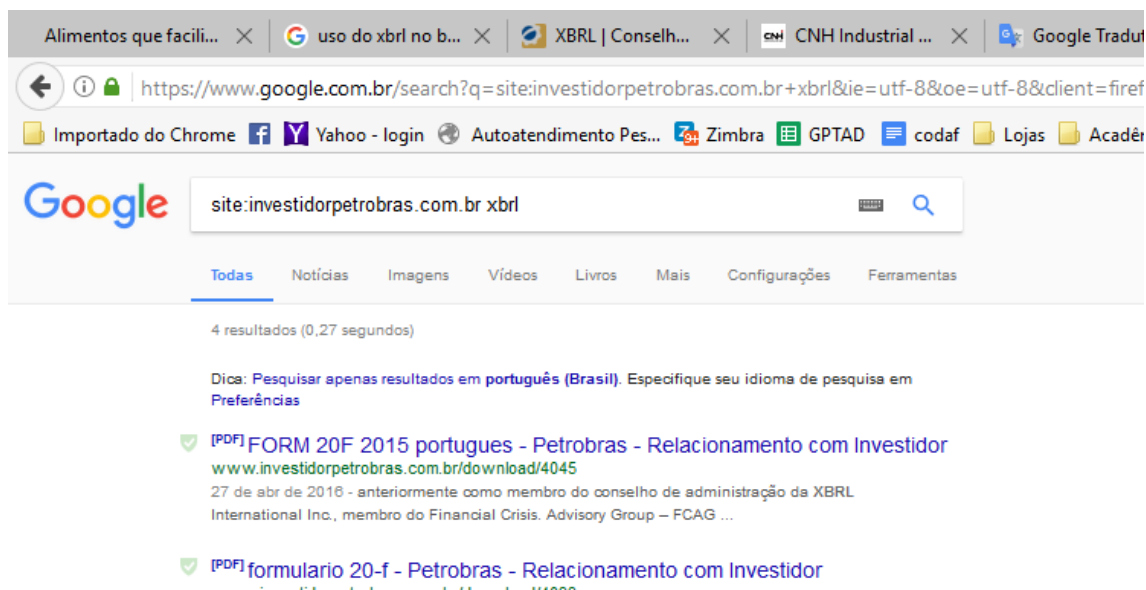 Alimentos que facili... uso do xbrl no b... XBRL | Conselh... CNH Industrial ... Google Tradut
https://www.google.com.br/search?q=site:investidorpetrobras.com.br+xbrl&ie=utf-8&oe=utf-8&client=firef
Importado do Chrome Yahoo - login Autoatendimento Pes... Zimbra GPTAD codaf Lojas Acadêr
Google site:investidorpetrobras.com.br xbrl
Todas Notícias Imagens Vídeos Livros Mais Configurações Ferramentas
4 resultados (0,27 segundos)
Dica: Pesquisar apenas resultados em português (Brasil). Especifique seu idioma de pesquisa em
Preferências
[PDF] FORM 20F 2015 portugues - Petrobras - Relacionamento com Investidor
www.investidorpetrobras.com.br/download/4045
27 de abr de 2016 - anteriormente como membro do conselho de administração da XBRL
International Inc., membro do Financial Crisis. Advisory Group – FCAG ...
[PDF] formulario 20-f - Petrobras - Relacionamento com Investidor